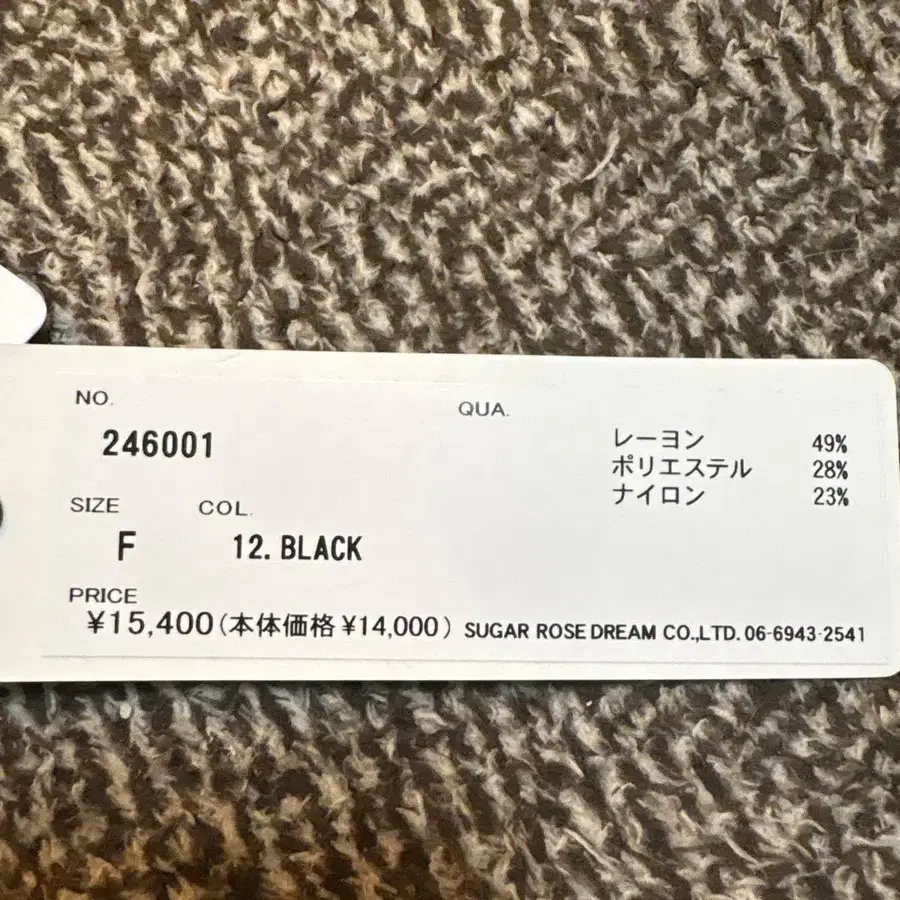 NO.
246001
QUA.
レーヨン 49%
ポリエステル 28%
ナイロン 23%
SIZE COL.
F 12. BLACK
PRICE
¥15,400(本体価格¥14,000) SUGAR ROSE DREAM CO.,LTD. 06-6943-2541